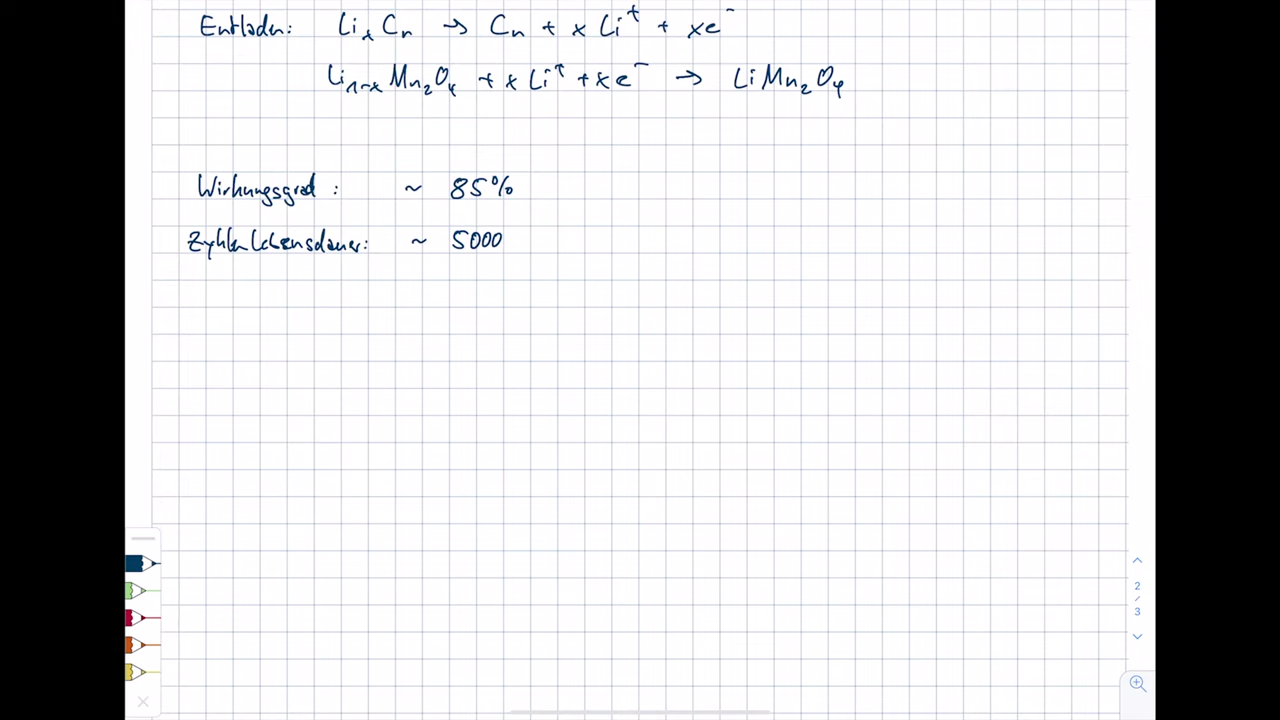 Entladen: LiₓCₙ → Cₙ + x Li⁺ + xe⁻
Li₁₋ₓMn₂O₄ + x Li⁺ + xe⁻ → LiMn₂O₄
Wirkungsgrad : ~ 85%
Zyklenlebensdauer: ~ 5000
2
/
3